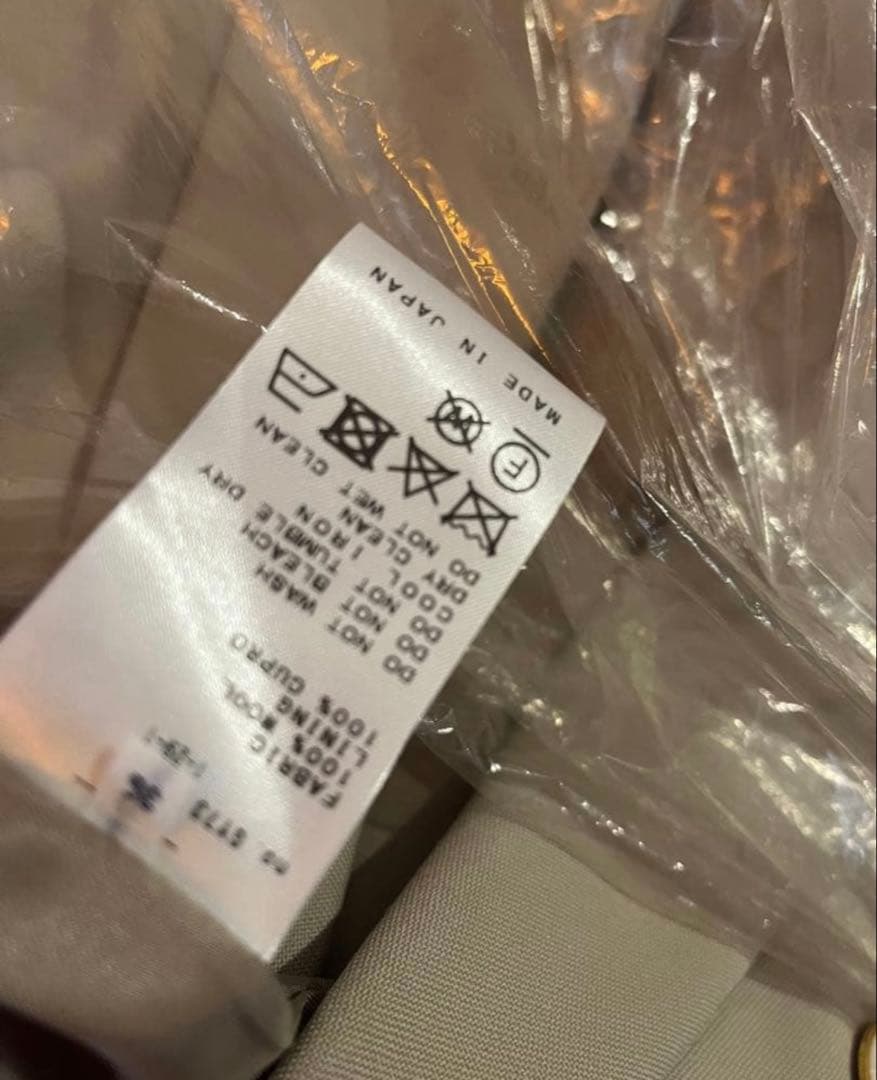 FABRIC
100% WOOL
LINING
100% CUPRO
DO NOT WASH
DO NOT BLEACH
DO NOT TUMBLE DRY
COOL IRON
DRY CLEAN
DO NOT WET CLEAN
F W
MADE IN JAPAN